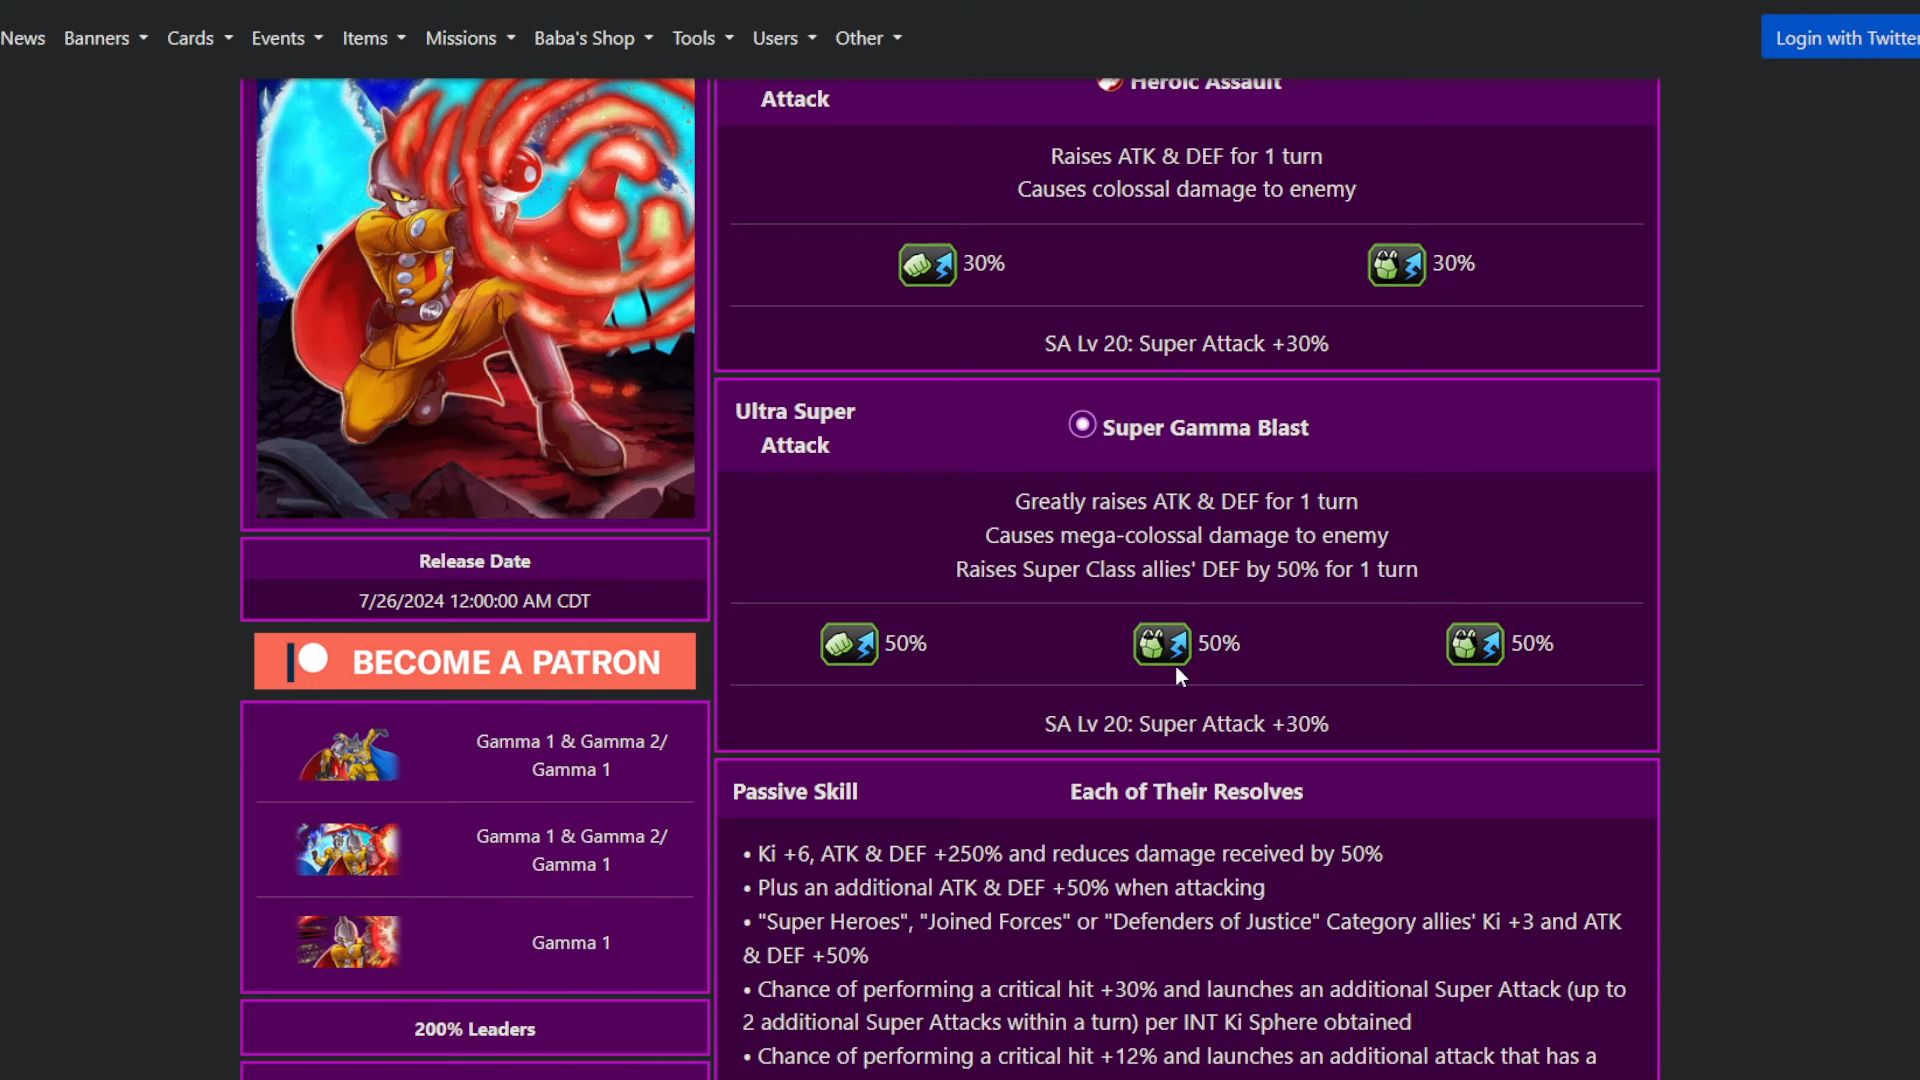 News Banners Cards Events Items Missions Baba's Shop Tools Users Other Login with Twitter
Attack
Heroic Assault
Raises ATK & DEF for 1 turn
Causes colossal damage to enemy
30% 30%
SA Lv 20: Super Attack +30%
Ultra Super
Attack
Super Gamma Blast
Greatly raises ATK & DEF for 1 turn
Causes mega-colossal damage to enemy
Raises Super Class allies' DEF by 50% for 1 turn
50% 50% 50%
SA Lv 20: Super Attack +30%
Passive Skill Each of Their Resolves
• Ki +6, ATK & DEF +250% and reduces damage received by 50%
• Plus an additional ATK & DEF +50% when attacking
• "Super Heroes", "Joined Forces" or "Defenders of Justice" Category allies' Ki +3 and ATK
& DEF +50%
• Chance of performing a critical hit +30% and launches an additional Super Attack (up to
2 additional Super Attacks within a turn) per INT Ki Sphere obtained
• Chance of performing a critical hit +12% and launches an additional attack that has a
Release Date
7/26/2024 12:00:00 AM CDT
BECOME A PATRON
Gamma 1 & Gamma 2/
Gamma 1
Gamma 1 & Gamma 2/
Gamma 1
Gamma 1
200% Leaders